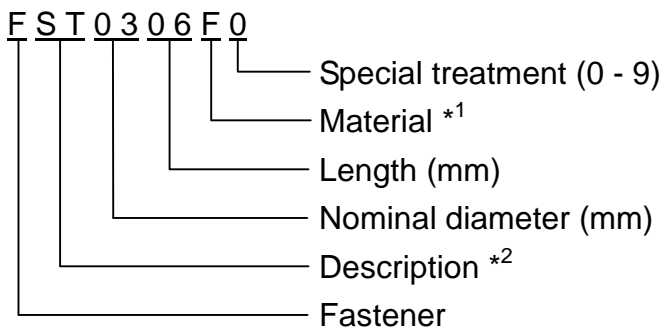 F S T 0 3 0 6 F 0
Special treatment (0 - 9)
Material *1
Length (mm)
Nominal diameter (mm)
Description *2
Fastener